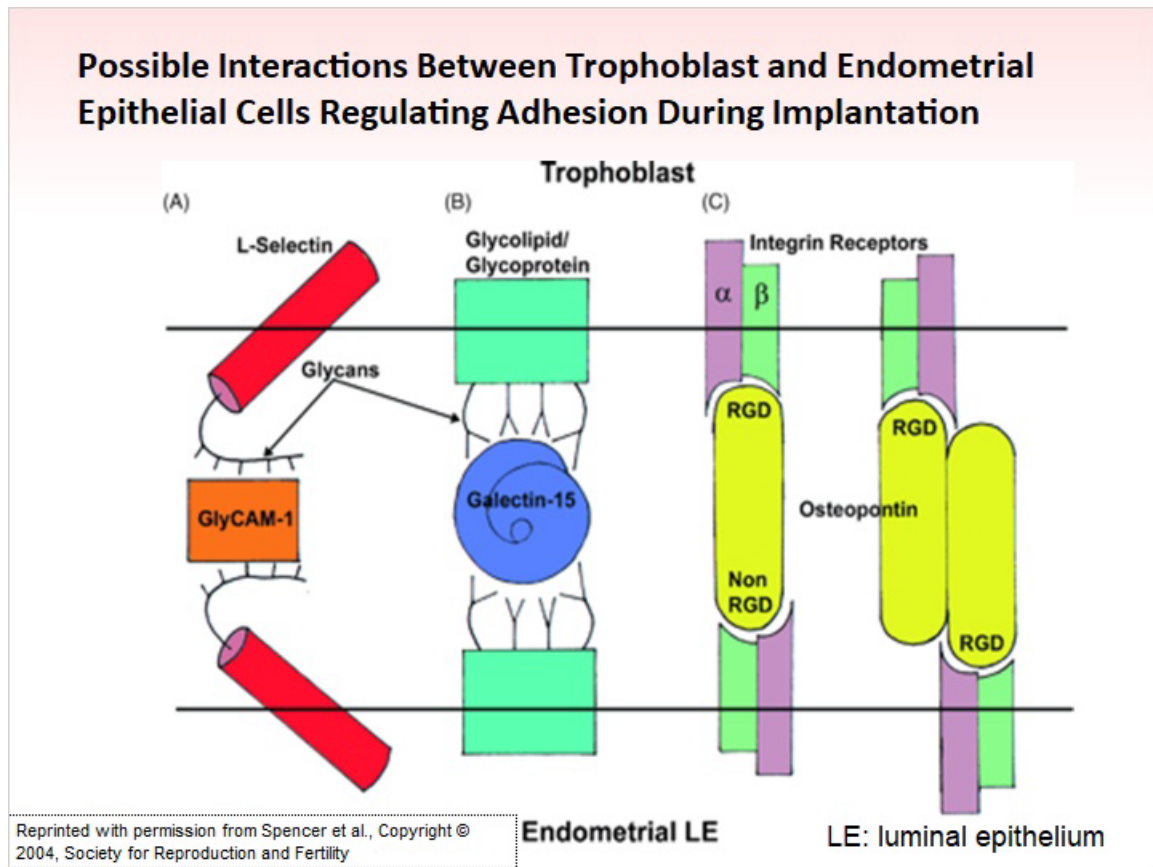 Possible Interactions Between Trophoblast and Endometrial
Epithelial Cells Regulating Adhesion During Implantation
Trophoblast
(A)
(B)
(C)
L-Selectin
Glycolipid/
Glycoprotein
Integrin Receptors
α
β
Glycans
RGD
RGD
GlyCAM-1
Galectin-15
Osteopontin
Non
RGD
RGD
Endometrial LE
LE: luminal epithelium
Reprinted with permission from Spencer et al., Copyright ©
2004, Society for Reproduction and Fertility